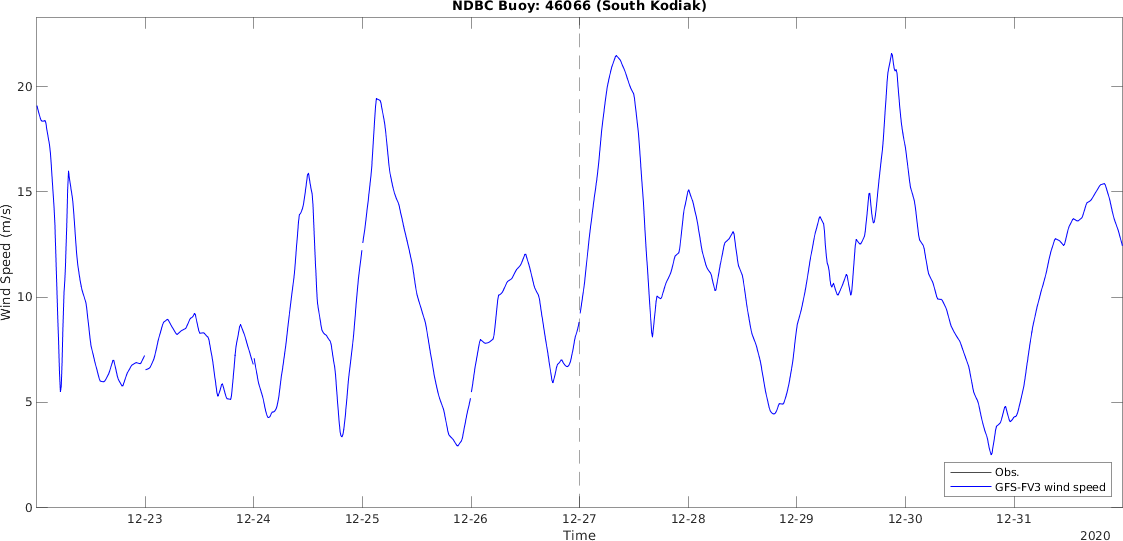 NDBC Buoy: 46066 (South Kodiak)
Wind Speed (m/s)
20
15
10
5
0
12-23 12-24 12-25 12-26 12-27 12-28 12-29 12-30 12-31
Time
2020
Obs.
GFS-FV3 wind speed